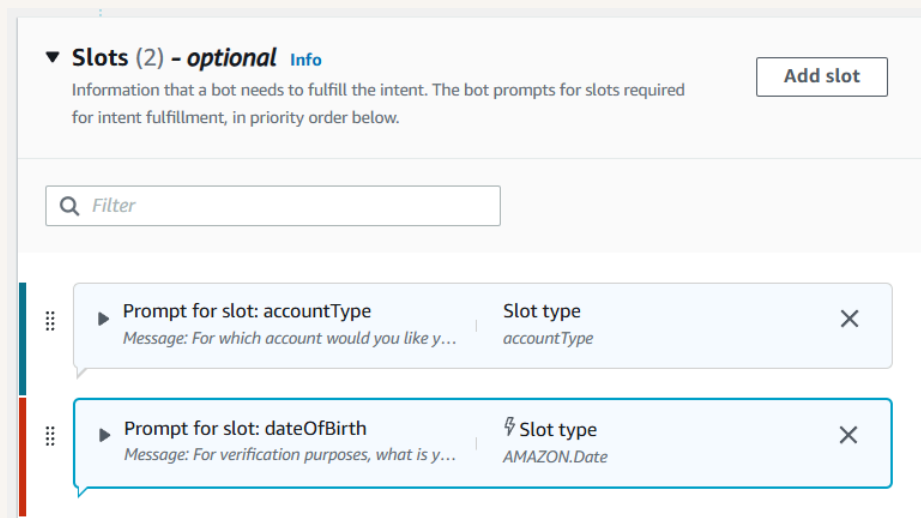 Slots (2) - optional Info
Add slot
Information that a bot needs to fulfill the intent. The bot prompts for slots required
for intent fulfillment, in priority order below.
Filter
Prompt for slot: accountType
Message: For which account would you like y...
Slot type
accountType
Prompt for slot: dateOfBirth
Message: For verification purposes, what is y...
Slot type
AMAZON.Date